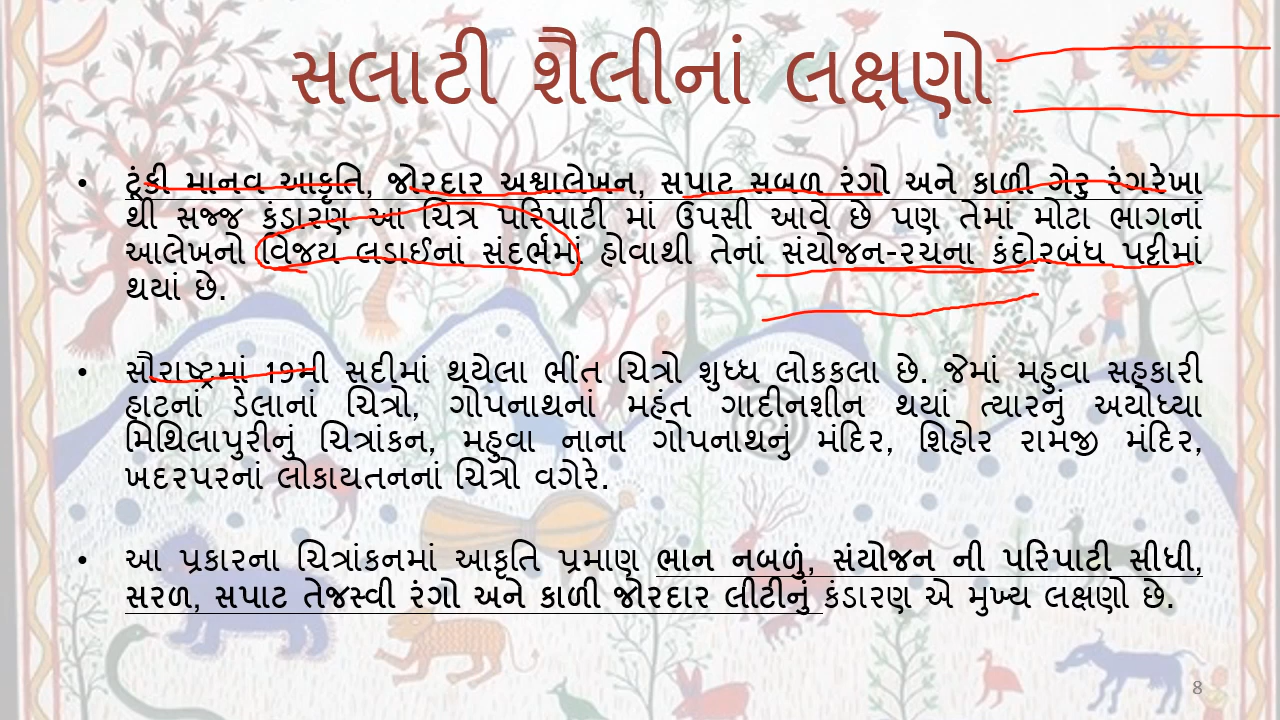 સલાટી શૈલીનાં લક્ષણો
• ટૂંકી માનવ આકૃતિ, જોરદાર અશ્વાલેખન, સપાટ સબળ રંગો અને કાળી ગેરુ રંગરેખા
થી સજ્જ કંડારણ આ ચિત્ર પરિપાટી માં ઉપસી આવે છે પણ તેમાં મોટા ભાગનાં
આલેખનો વિજય લડાઈનાં સંદર્ભમાં હોવાથી તેનાં સંયોજન-રચના કંદોરબંધ પટ્ટીમાં
થયાં છે.
• સૌરાષ્ટ્રમાં 19મી સદીમાં થયેલા ભીંત ચિત્રો શુધ્ધ લોકકલા છે. જેમાં મહુવા સહકારી
હાટનાં ડેલાનાં ચિત્રો, ગોપનાથનાં મહંત ગાદીનશીન થયાં ત્યારનું અયોધ્યા
મિથિલાપુરીનું ચિત્રાંકન, મહુવા નાના ગોપનાથનું મંદિર, શિહોર રામજી મંદિર,
ખદરપરનાં લોકાયતનનાં ચિત્રો વગેરે.
• આ પ્રકારના ચિત્રાંકનમાં આકૃતિ પ્રમાણ ભાન નબળું, સંયોજન ની પરિપાટી સીધી,
સરળ, સપાટ તેજસ્વી રંગો અને કાળી જોરદાર લીટીનું કંડારણ એ મુખ્ય લક્ષણો છે.
8